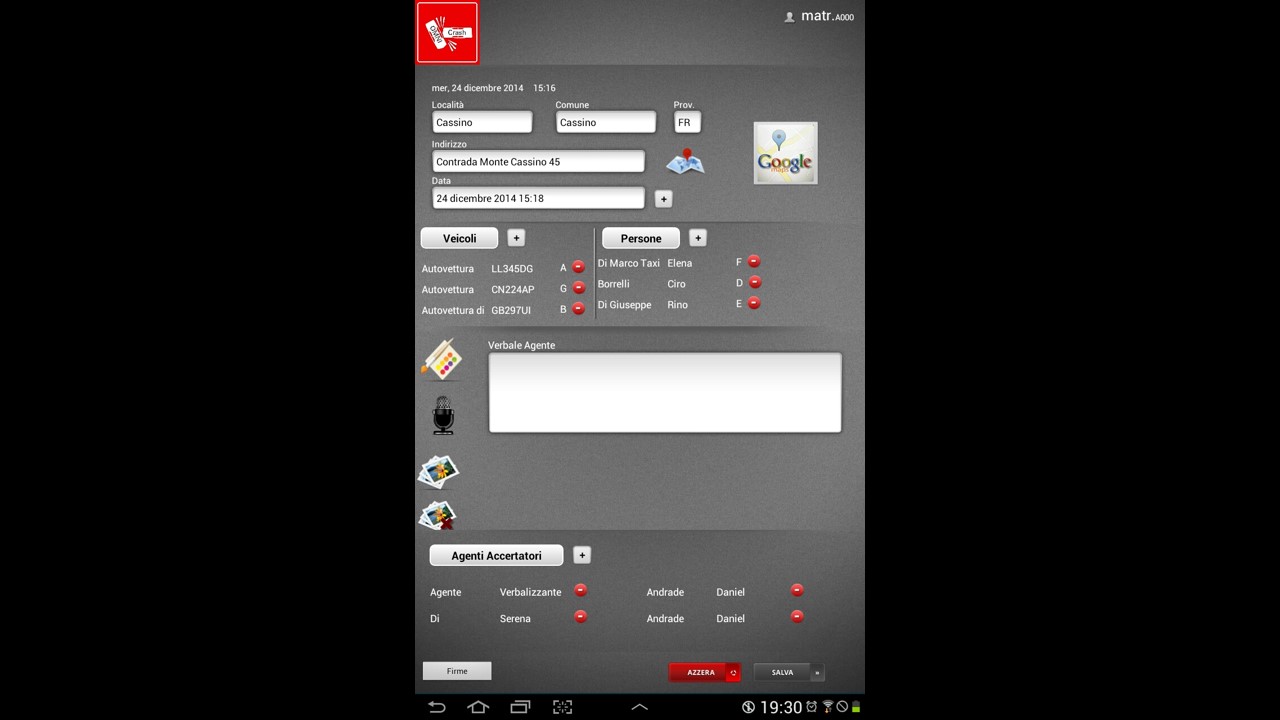 Crash
matr.A000
mer, 24 dicembre 2014 15:16
Località Comune Prov.
Cassino Cassino FR
Indirizzo
Contrada Monte Cassino 45
Google
maps
Data
24 dicembre 2014 15:18 +
Veicoli + Persone +
Autovettura LL345DG A
Autovettura CN224AP G
Autovettura di GB297UI B
Di Marco Taxi Elena F
Borrelli Ciro D
Di Giuseppe Rino E
Verbale Agente
Agenti Accertatori +
Agente Verbalizzante Andrade Daniel
Di Serena Andrade Daniel
Firme AZZERA SALVA »
19:30